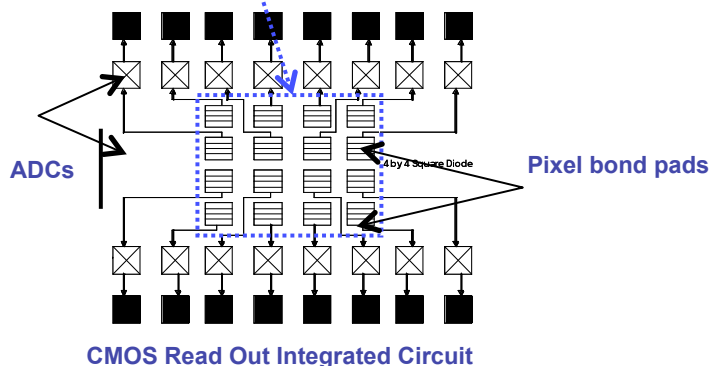 4 by 4 Square Diode
Pixel bond pads
ADCs
CMOS Read Out Integrated Circuit